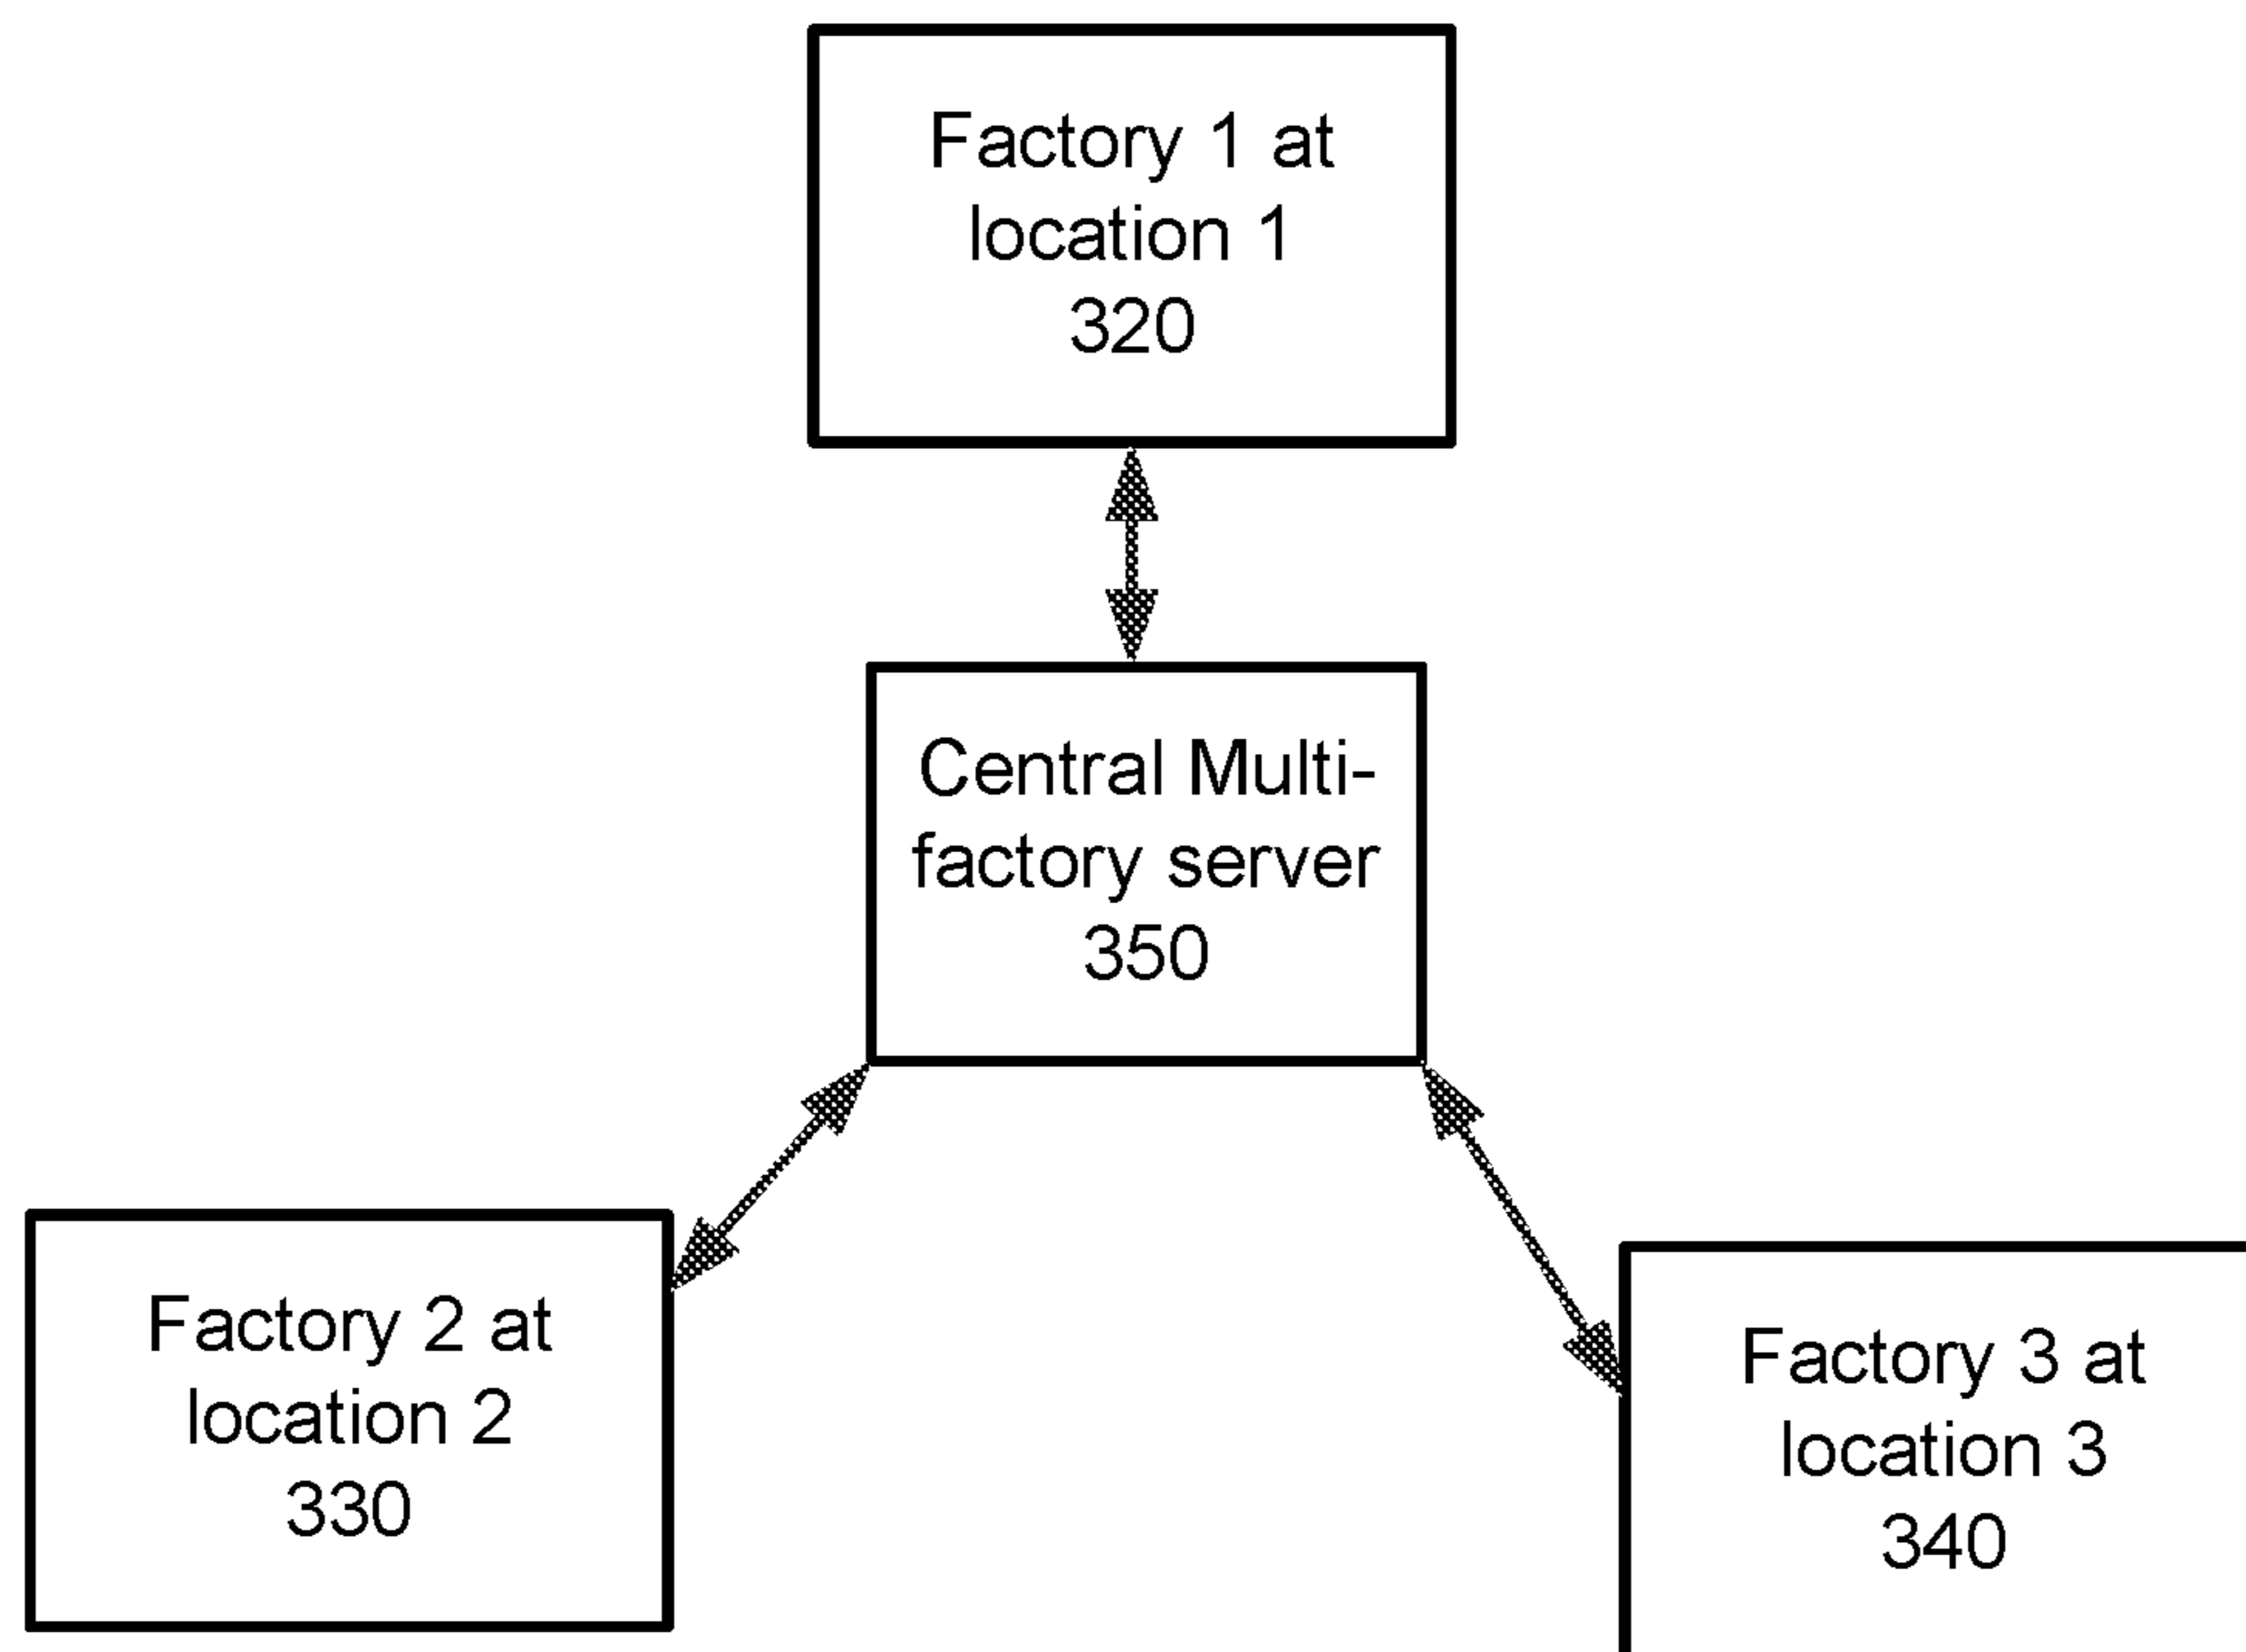 Factory 1 at
location 1
320
Central Multi-
factory server
350
Factory 2 at
location 2
330
Factory 3 at
location 3
340